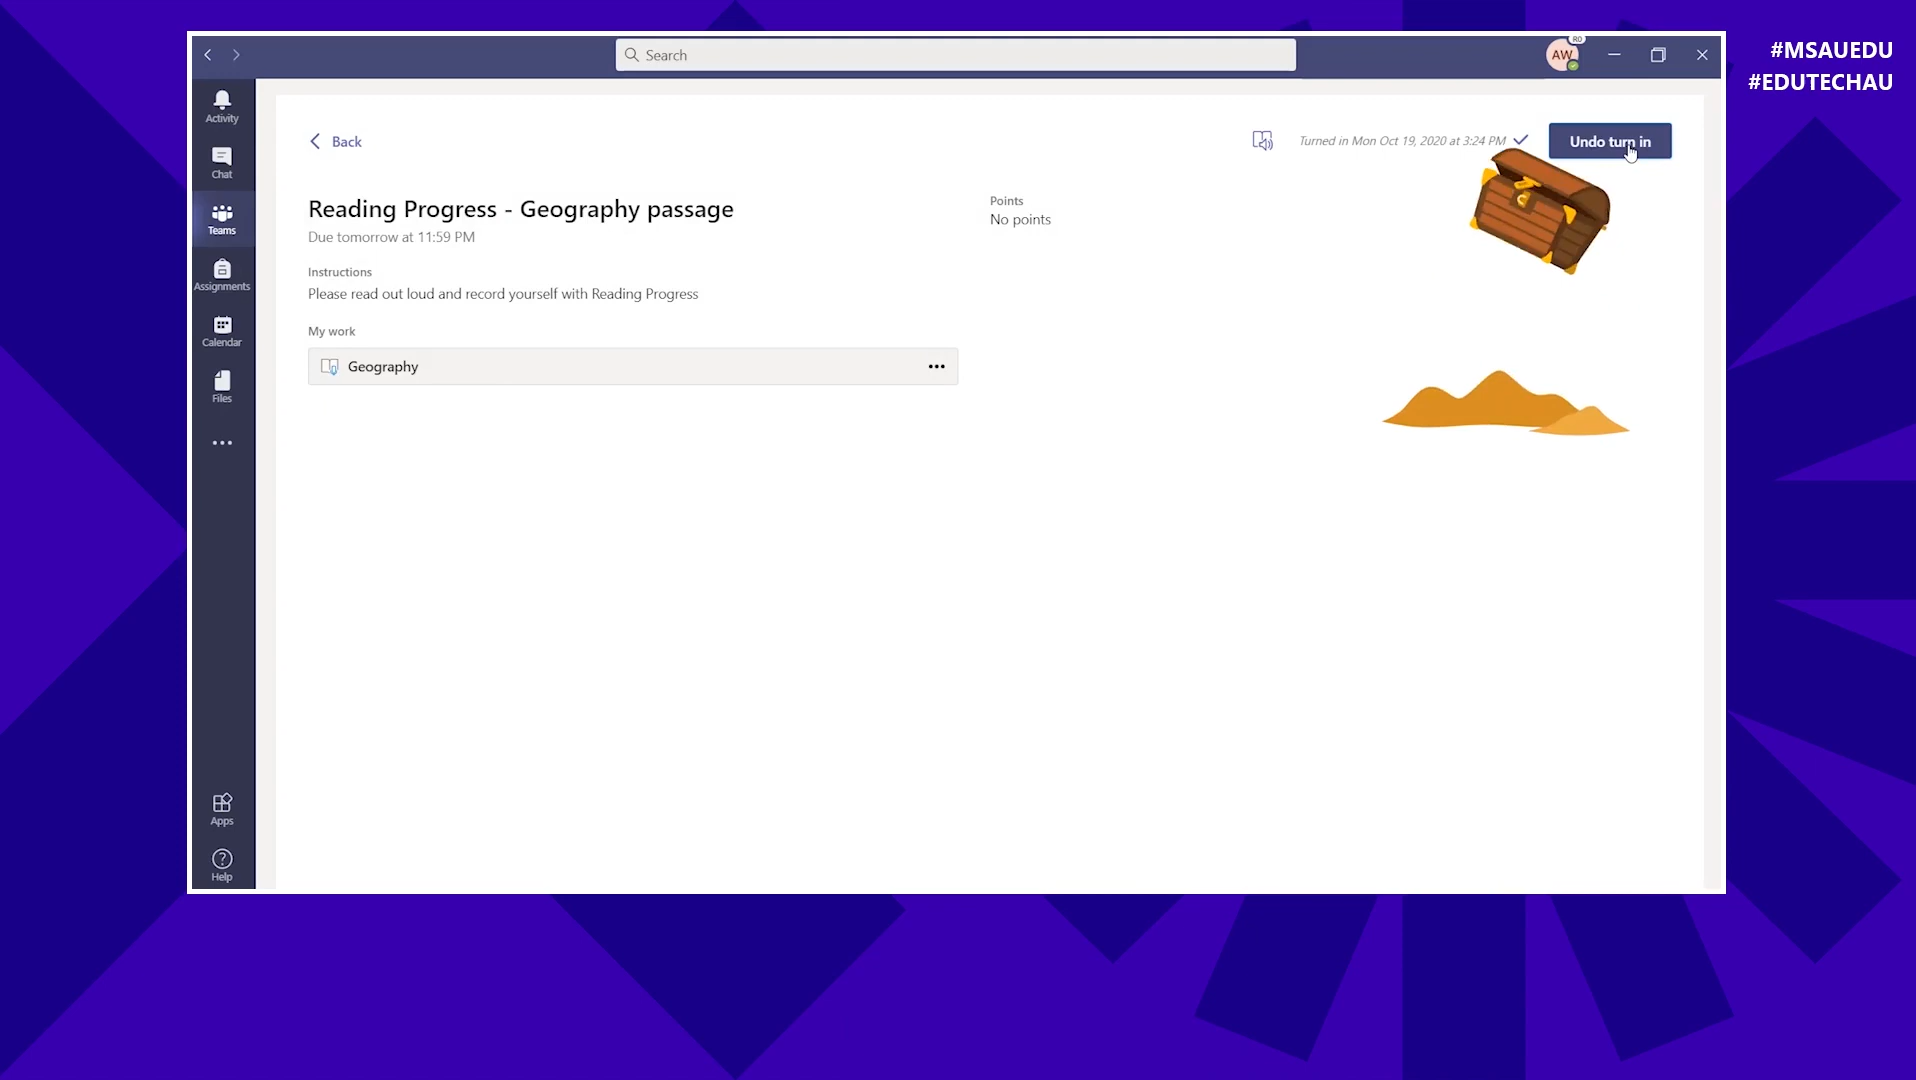 #MSAUEDU
#EDUTECHAU
Search
AW
RO
Activity
Chat
Teams
Assignments
Calendar
Files
Apps
Help
Back
Turned in Mon Oct 19, 2020 at 3:24 PM
Undo turn in
Reading Progress - Geography passage
Due tomorrow at 11:59 PM
Points
No points
Instructions
Please read out loud and record yourself with Reading Progress
My work
Geography